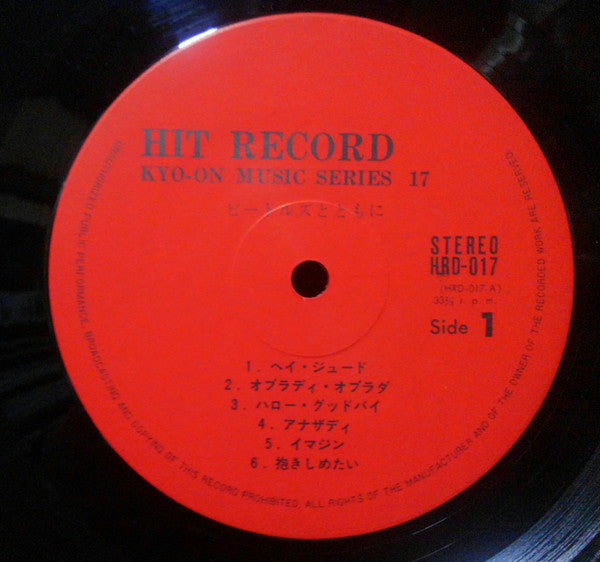 HIT RECORD
KYO-ON MUSIC SERIES 17
ビートルズとともに
STEREO
HRD-017
(HRD-017-A)
33⅓ r.p.m.
Side 1
1. ヘイ・ジュード
2. オブラディ・オブラダ
3. ハロー・グッドバイ
4. アナザディ
5. イマジン
6. 抱きしめたい
UNAUTHORIZED PUBLIC PERFORMANCE, BROADCASTING AND COPYING OF THIS RECORD PROHIBITED, ALL RIGHTS OF THE MANUFACTURER AND OF THE OWNER OF THE RECORDED WORK ARE RESERVED